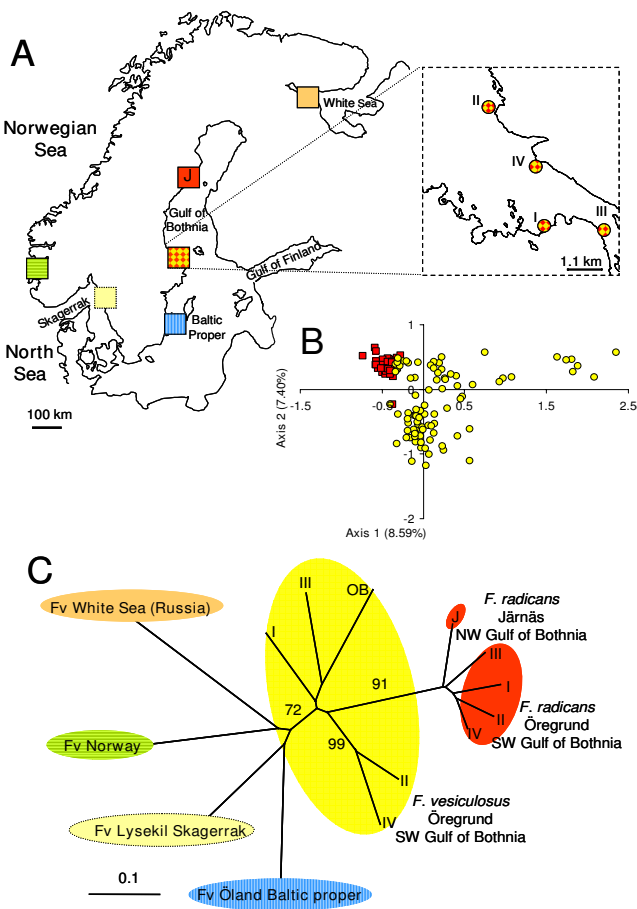 A
White Sea
Norwegian
Sea
J
Gulf of
Bothnia
Gulf of Finland
Skagerrak
Baltic
Proper
North
Sea
100 km
II
IV
I
III
1.1 km
B
1
0
-1
-2
-1.5
-0.5
0.5
1.5
2.5
Axis 2 (7.40%)
Axis 1 (8.59%)
C
Fv White Sea (Russia)
III
OB
I
F. radicans
Järnäs
NW Gulf of Bothnia
J
91
III
I
II
IV
F. radicans
Öregrund
SW Gulf of Bothnia
72
99
Fv Norway
II
IV
F. vesiculosus
Öregrund
SW Gulf of Bothnia
Fv Lysekil Skagerrak
0.1
Fv Öland Baltic proper